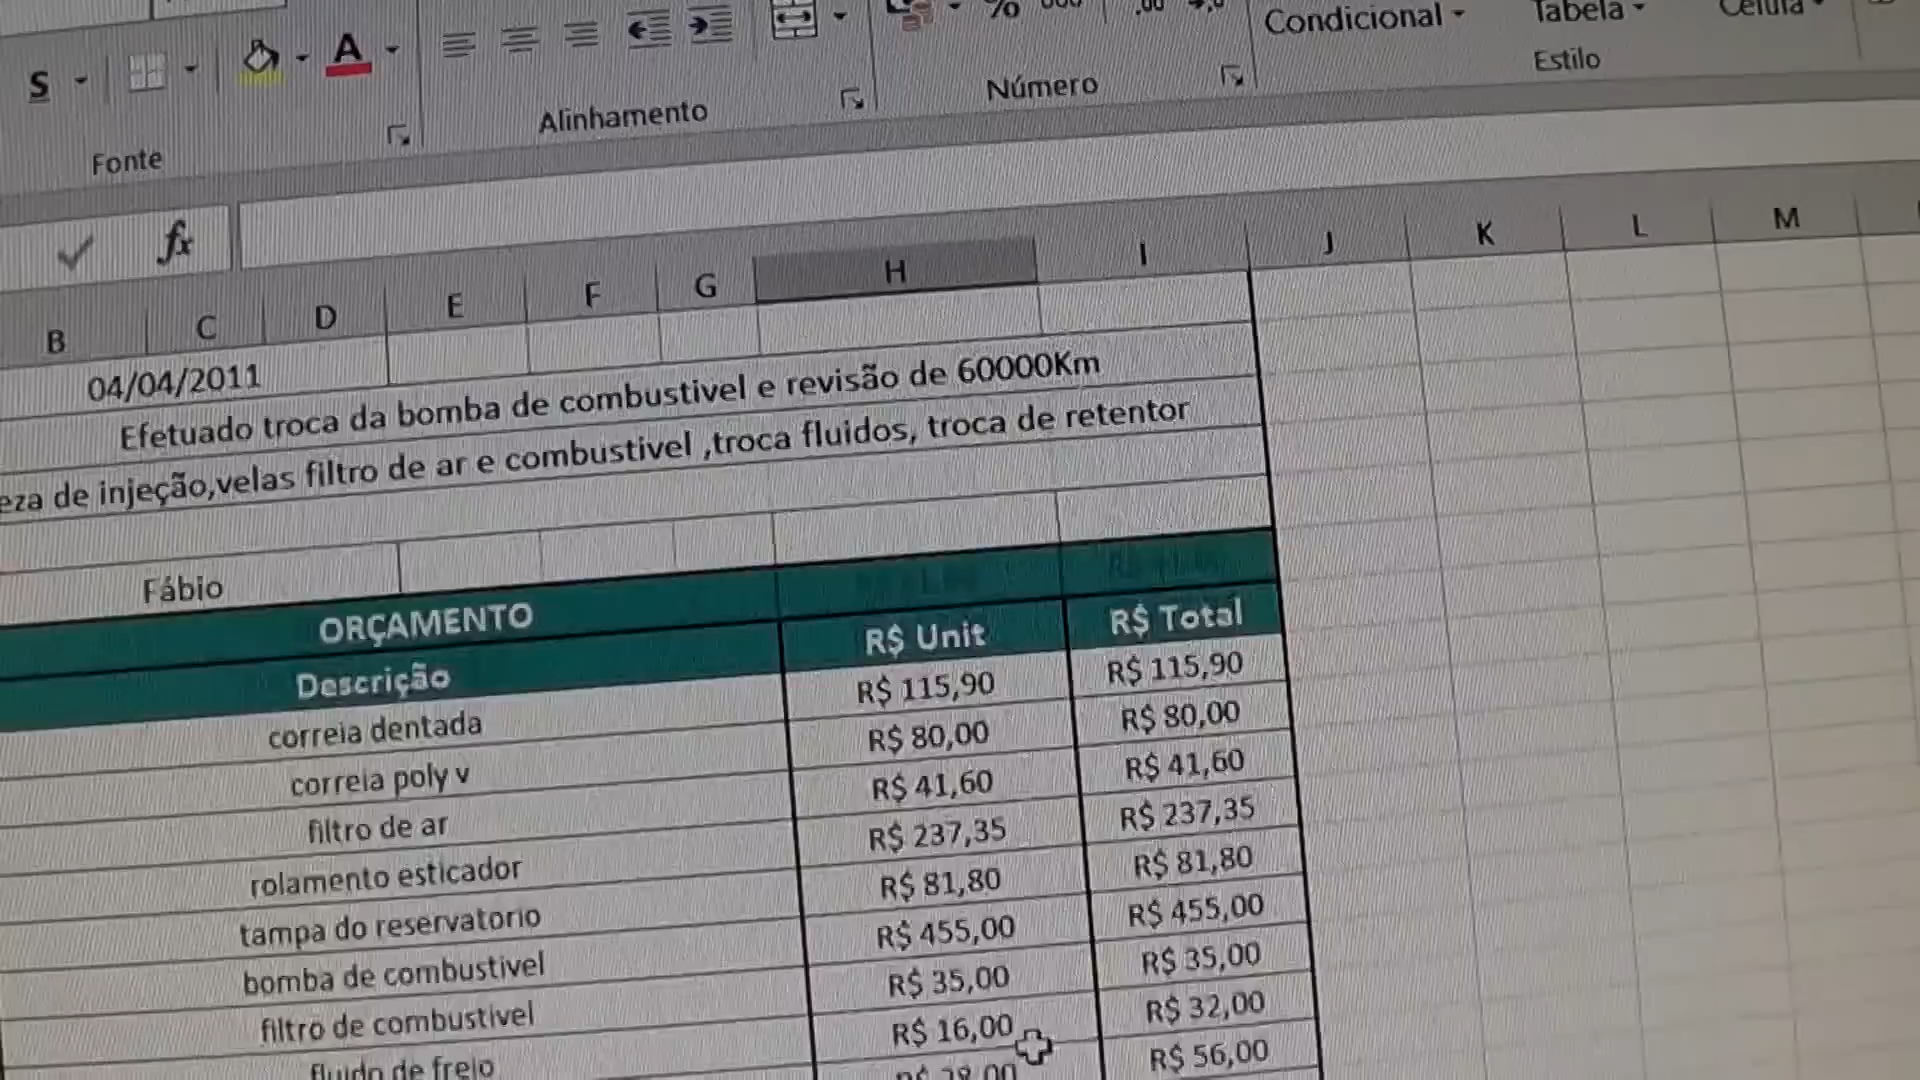 Condicional
Tabela
Célula
Estilo
S
A
%
000
Número
Alinhamento
Fonte
fx
B C D E F G H I J K L M
04/04/2011
Efetuado troca da bomba de combustivel e revisão de 60000Km
eza de injeção,velas filtro de ar e combustivel ,troca fluidos, troca de retentor
Fábio
ORÇAMENTO
Descrição R$ Unit R$ Total
correia dentada R$ 115,90 R$ 115,90
correia poly v R$ 80,00 R$ 80,00
filtro de ar R$ 41,60 R$ 41,60
rolamento esticador R$ 237,35 R$ 237,35
tampa do reservatorio R$ 81,80 R$ 81,80
bomba de combustivel R$ 455,00 R$ 455,00
filtro de combustivel R$ 35,00 R$ 35,00
fluido de freio R$ 16,00 R$ 32,00
R$ 28,00 R$ 56,00